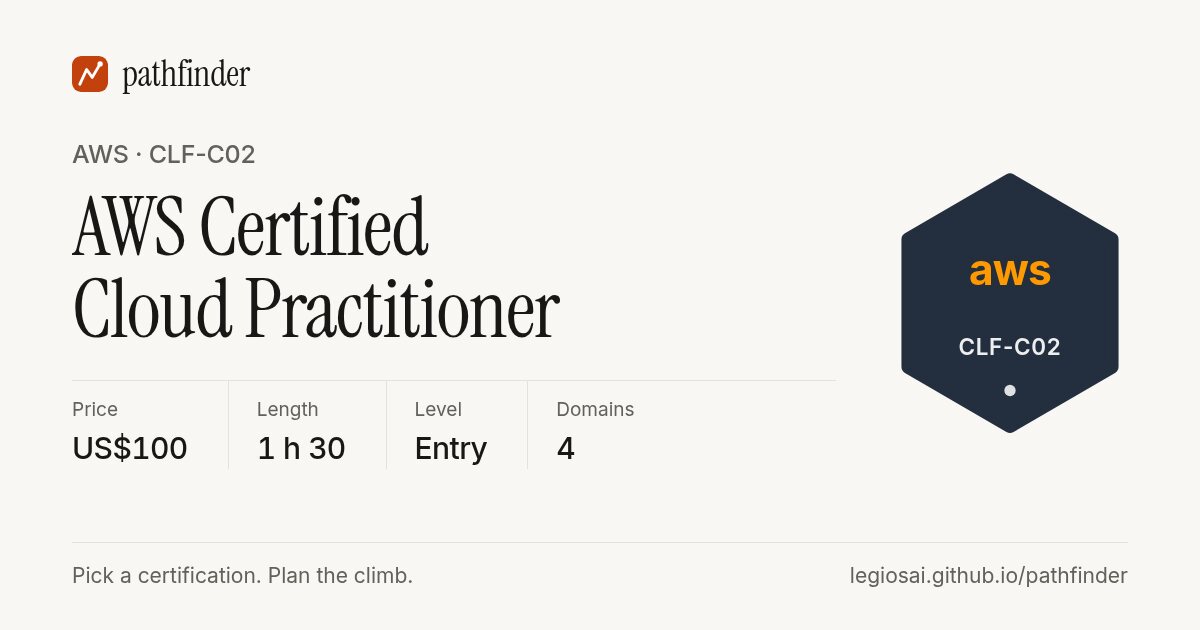 pathfinder
AWS · CLF-C02
AWS Certified
Cloud Practitioner
Price
US$100
Length
1 h 30
Level
Entry
Domains
4
aws
CLF-C02
Pick a certification. Plan the climb.
legiosai.github.io/pathfinder